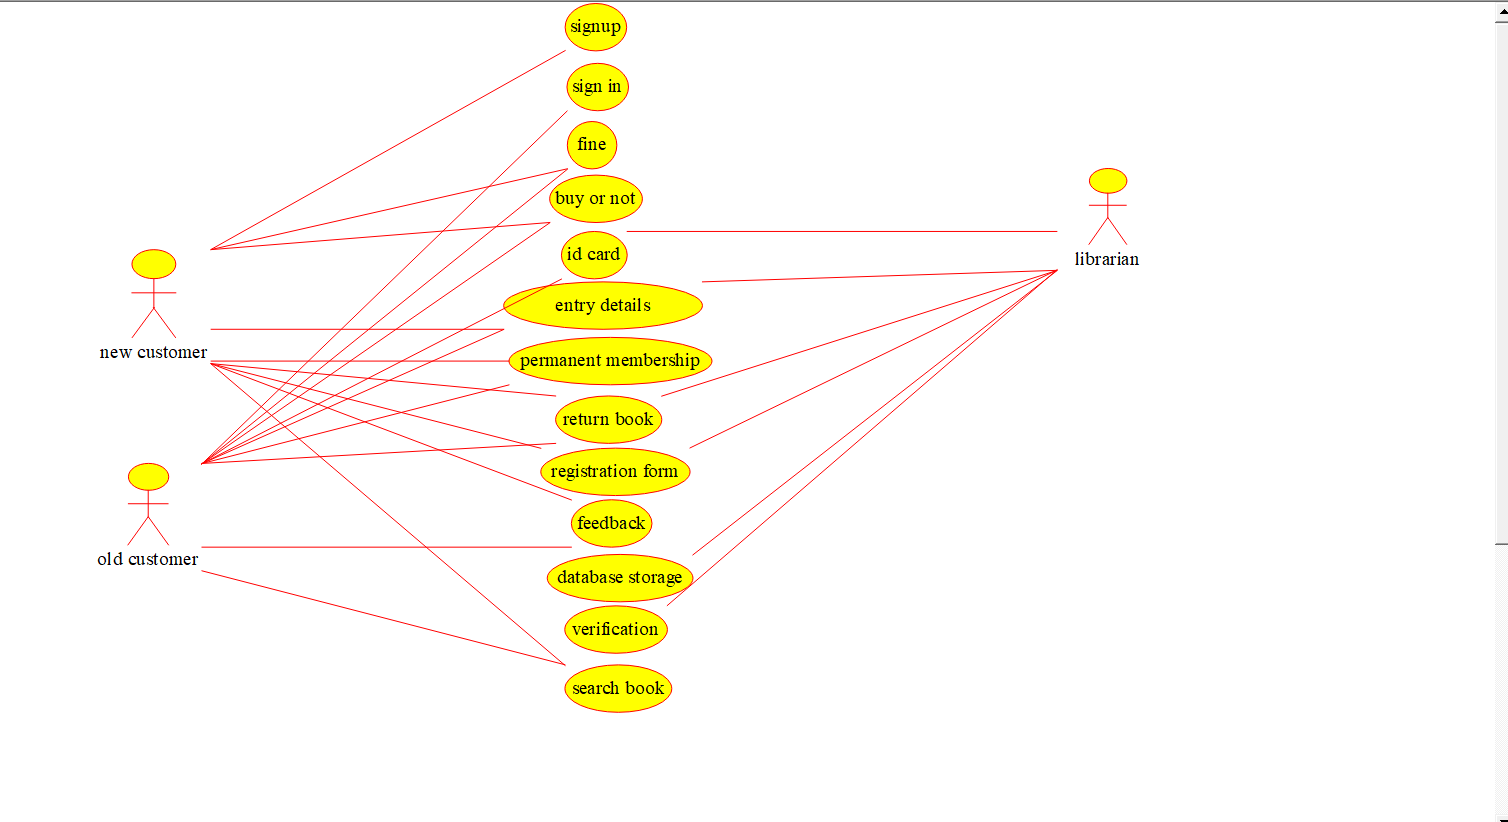 signup
sign in
fine
buy or not
id card
entry details
permanent membership
return book
registration form
feedback
database storage
verification
search book
new customer
old customer
librarian